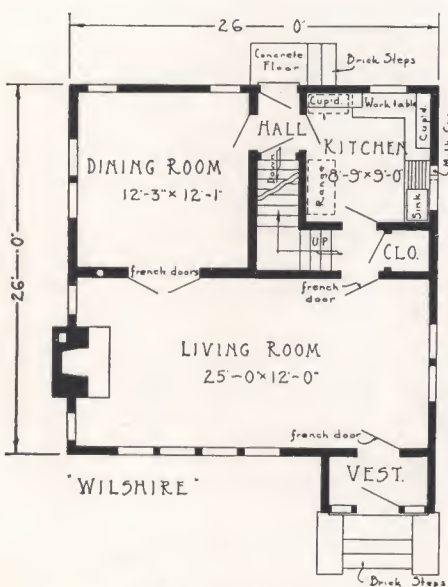 26'-0"
Concrete
Floor
Brick Steps
Cup'd.
Work table
Cup'd.
HALL
KITCHEN
8'-9" × 9'-0"
DINING ROOM
12'-3" × 12'-1"
Down
Range
Sink
26'-0"
UP
CLO.
french doors
french
door
LIVING ROOM
25'-0" × 12'-0"
french door
"WILSHIRE"
VEST.
Brick Steps